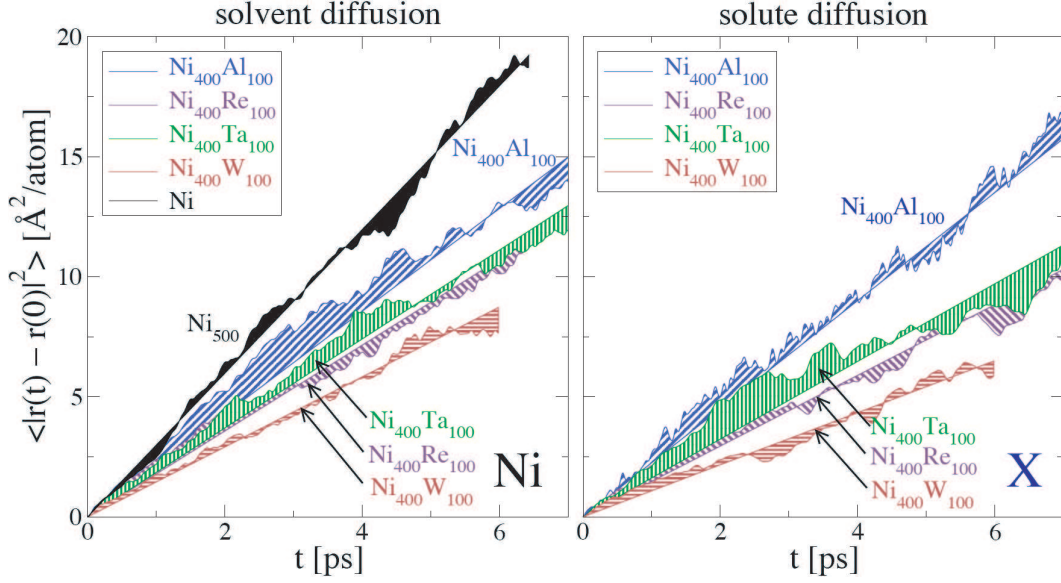 solvent diffusion
solute diffusion
<|r(t) − r(0)|²> [Å²/atom]
20
15
10
5
0
Ni₄₀₀Al₁₀₀
Ni₄₀₀Re₁₀₀
Ni₄₀₀Ta₁₀₀
Ni₄₀₀W₁₀₀
Ni
Ni₄₀₀Al₁₀₀
Ni₅₀₀
Ni₄₀₀Ta₁₀₀
Ni₄₀₀Re₁₀₀
Ni₄₀₀W₁₀₀
Ni
0
2
4
6
t [ps]
Ni₄₀₀Al₁₀₀
Ni₄₀₀Re₁₀₀
Ni₄₀₀Ta₁₀₀
Ni₄₀₀W₁₀₀
Ni₄₀₀Al₁₀₀
Ni₄₀₀Ta₁₀₀
Ni₄₀₀Re₁₀₀
Ni₄₀₀W₁₀₀
X
0
2
4
6
t [ps]